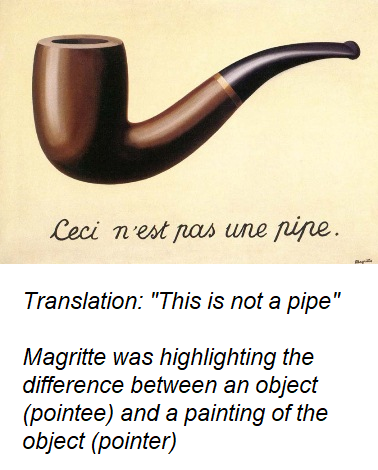 Ceci n'est pas une pipe.
Magritte
Translation: "This is not a pipe"
Magritte was highlighting the
difference between an object
(pointee) and a painting of the
object (pointer)